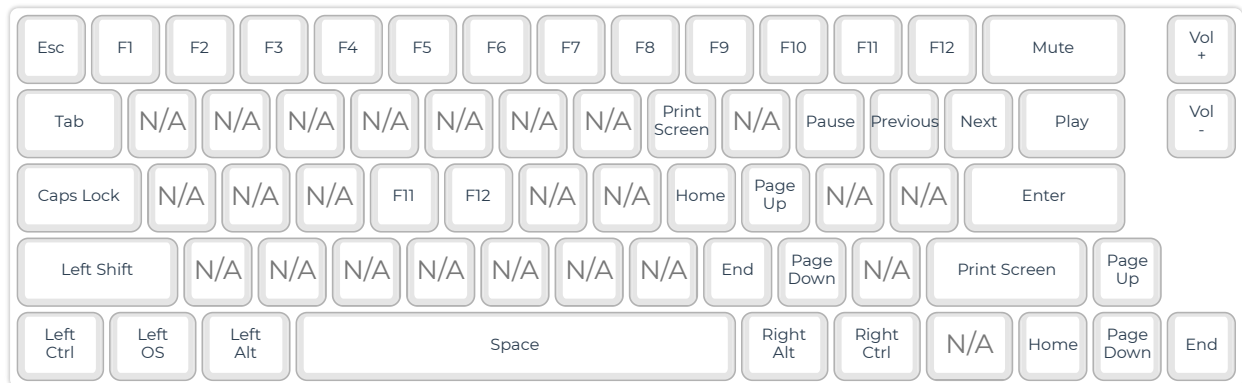 Esc F1 F2 F3 F4 F5 F6 F7 F8 F9 F10 F11 F12 Mute Vol +
Tab N/A N/A N/A N/A N/A N/A N/A Print Screen N/A Pause Previous Next Play Vol -
Caps Lock N/A N/A N/A F11 F12 N/A N/A Home Page Up N/A N/A Enter
Left Shift N/A N/A N/A N/A N/A N/A N/A End Page Down N/A Print Screen Page Up
Left Ctrl Left OS Left Alt Space Right Alt Right Ctrl N/A Home Page Down End